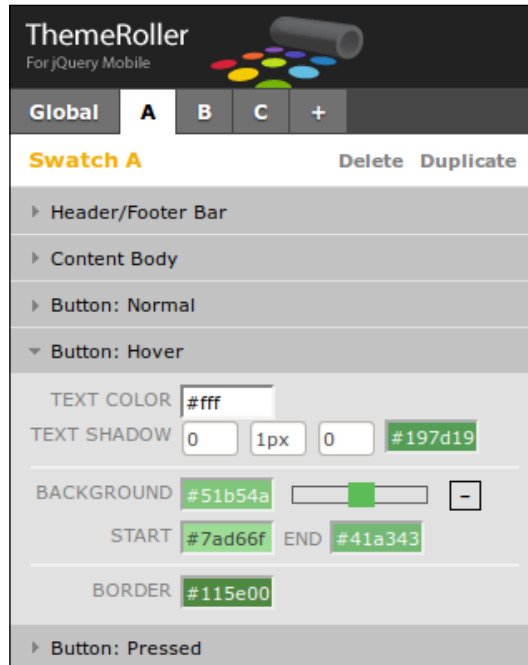 ThemeRoller
For jQuery Mobile
Global A B C +
Swatch A Delete Duplicate
Header/Footer Bar
Content Body
Button: Normal
Button: Hover
TEXT COLOR #fff
TEXT SHADOW 0 1px 0 #197d19
BACKGROUND #51b54a –
START #7ad66f END #41a343
BORDER #115e00
Button: Pressed